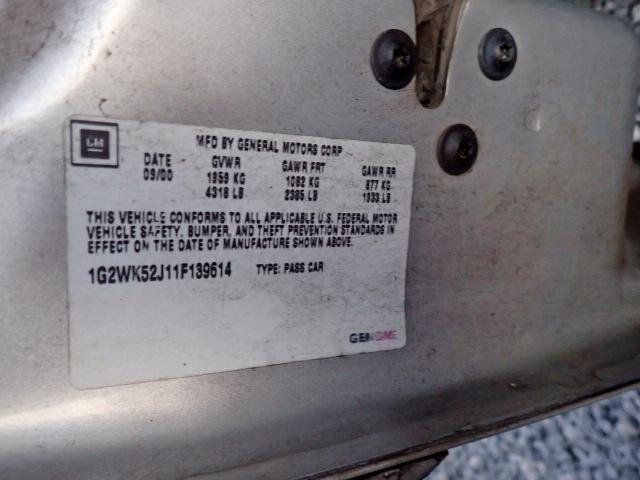 GM
MFD BY GENERAL MOTORS CORP
DATE GVWR GAWR FRT GAWR RR
09/00 1959 KG 1082 KG 877 KG
4318 LB 2385 LB 1933 LB
THIS VEHICLE CONFORMS TO ALL APPLICABLE U.S. FEDERAL MOTOR
VEHICLE SAFETY, BUMPER, AND THEFT PREVENTION STANDARDS IN
EFFECT ON THE DATE OF MANUFACTURE SHOWN ABOVE.
1G2WK52J11F139614 TYPE: PASS CAR